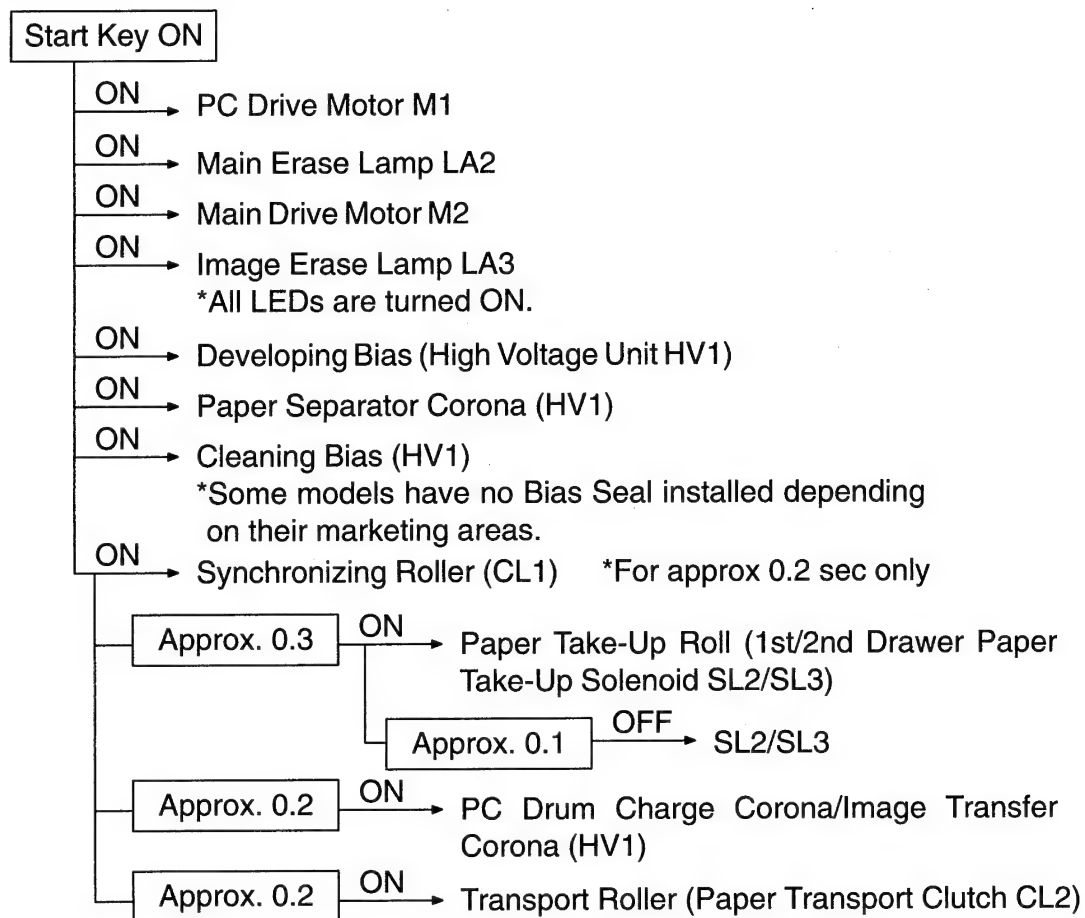 Start Key ON
ON
PC Drive Motor M1
ON
Main Erase Lamp LA2
ON
Main Drive Motor M2
ON
Image Erase Lamp LA3
*All LEDs are turned ON.
ON
Developing Bias (High Voltage Unit HV1)
ON
Paper Separator Corona (HV1)
ON
Cleaning Bias (HV1)
*Some models have no Bias Seal installed depending
on their marketing areas.
ON
Synchronizing Roller (CL1) *For approx 0.2 sec only
Approx. 0.3
ON
Paper Take-Up Roll (1st/2nd Drawer Paper
Take-Up Solenoid SL2/SL3)
Approx. 0.1
OFF
SL2/SL3
Approx. 0.2
ON
PC Drum Charge Corona/Image Transfer
Corona (HV1)
Approx. 0.2
ON
Transport Roller (Paper Transport Clutch CL2)